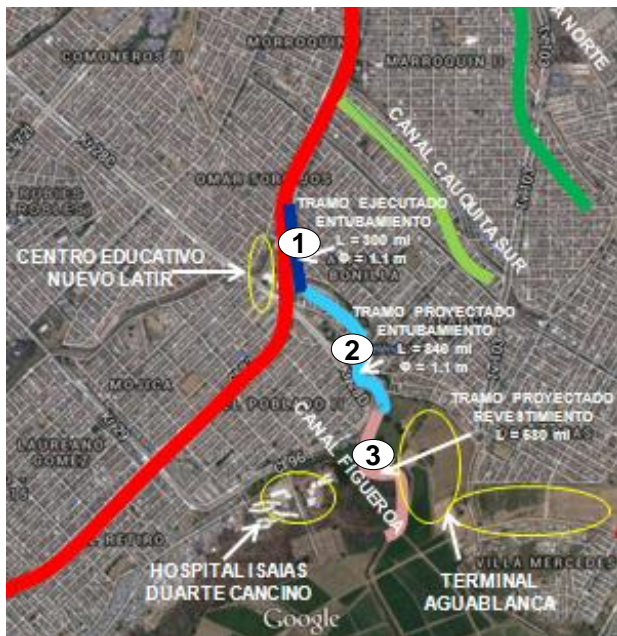 MORROQUIN
COMUNEROS II
MARROQUIN II
A NORTE
CANAL CAUQUITA SUR
TRAMO EJECUTADO
ENTUBAMIENTO
L = 300 ml
Φ = 1.1 m
1
BONILLA
CENTRO EDUCATIVO
NUEVO LATIR
TRAMO PROYECTADO
ENTUBAMIENTO
L = 840 ml
Φ = 1.1 m
2
MOJICA
EL POBLADO II
TRAMO PROYECTADO
REVESTIMIENTO
L = 680 ml
3
CANAL FIGUEROA
LAUREANO
GOMEZ
EL RETIRO
HOSPITAL ISAIAS
DUARTE CANCINO
VILLA MERCEDES
TERMINAL
AGUABLANCA
Google